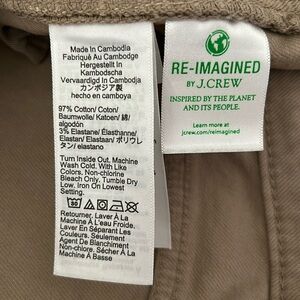 Made In Cambodia
Fabriqué Au Cambodge
Hergestellt In
Kambodscha
Vervaardigd In Cambodja
カンボジア製
hecho en camboya
97% Cotton/ Coton/
Baumwolle/ Katoen/ 綿/
algodón
3% Elastane/ Élasthanne/
Elastan/ Elastaan/ ポリウレ
タン/ elastano
Turn Inside Out. Machine
Wash Cold. With Like
Colors. Non-chlorine
Bleach Only. Tumble Dry
Low. Iron On Lowest
Setting.
Retourner. Laver À La
Machine À L'eau Froide.
Laver En Séparant Les
Couleurs. Seulement
Agent De Blanchiment
Non-Chloré. Sécher À La
Machine À Basse
RE-IMAGINED
BY J.CREW
INSPIRED BY THE PLANET
AND ITS PEOPLE.
Learn more at
jcrew.com/reimagined